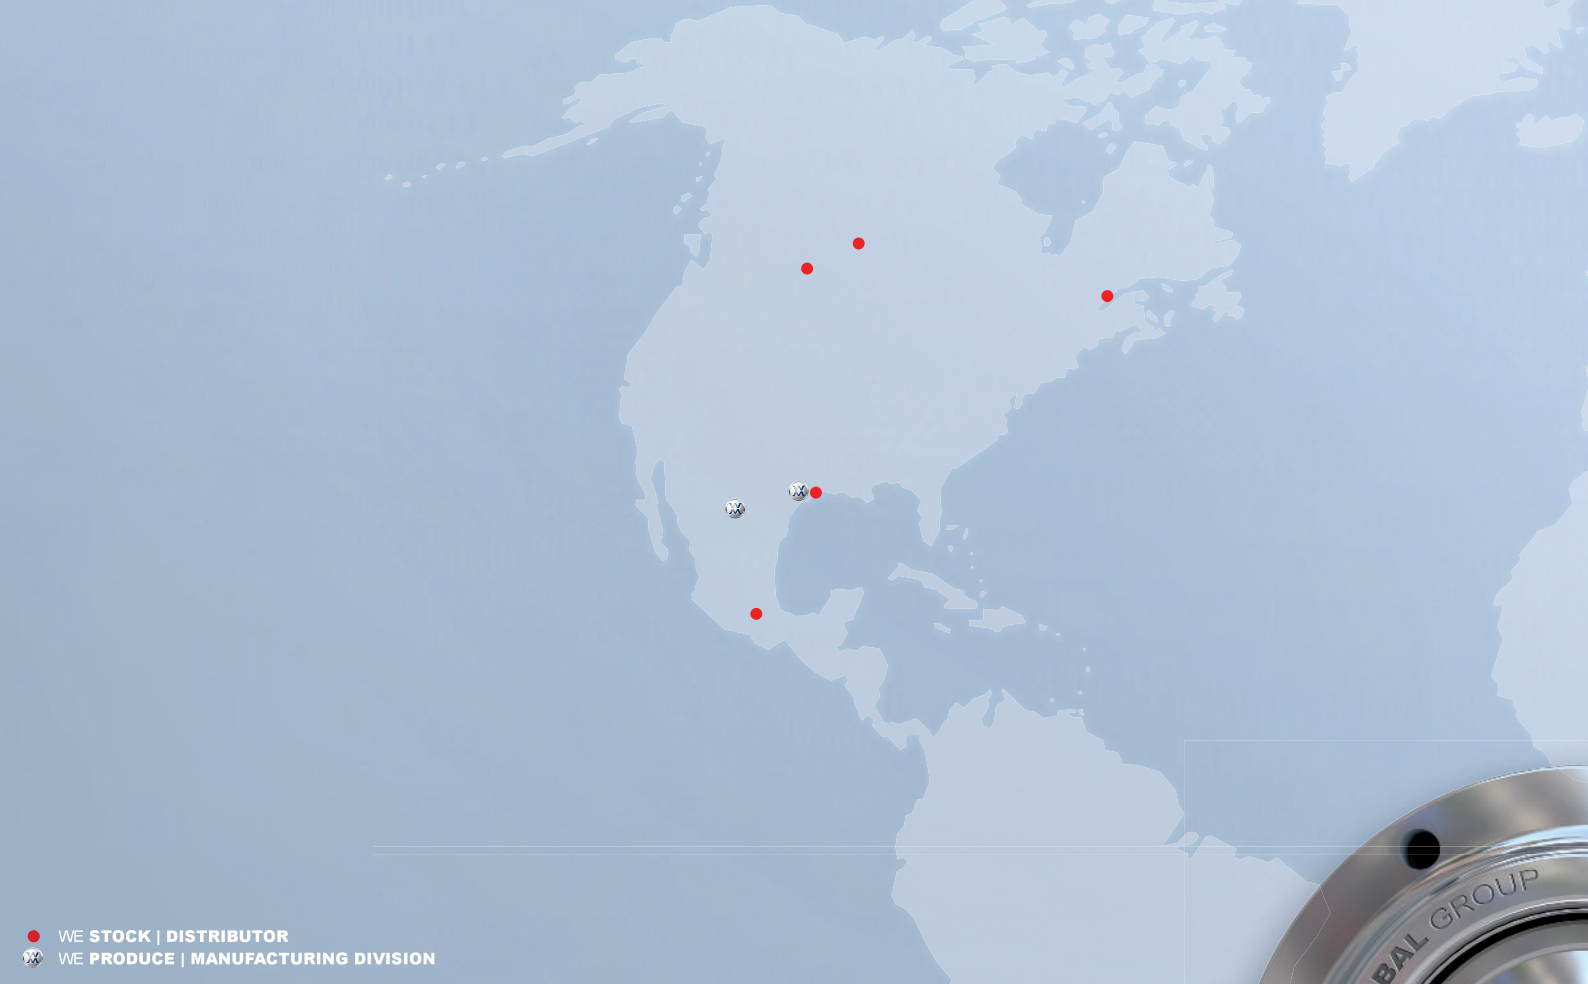 WE STOCK | DISTRIBUTOR
WE PRODUCE | MANUFACTURING DIVISION
BAL GROUP